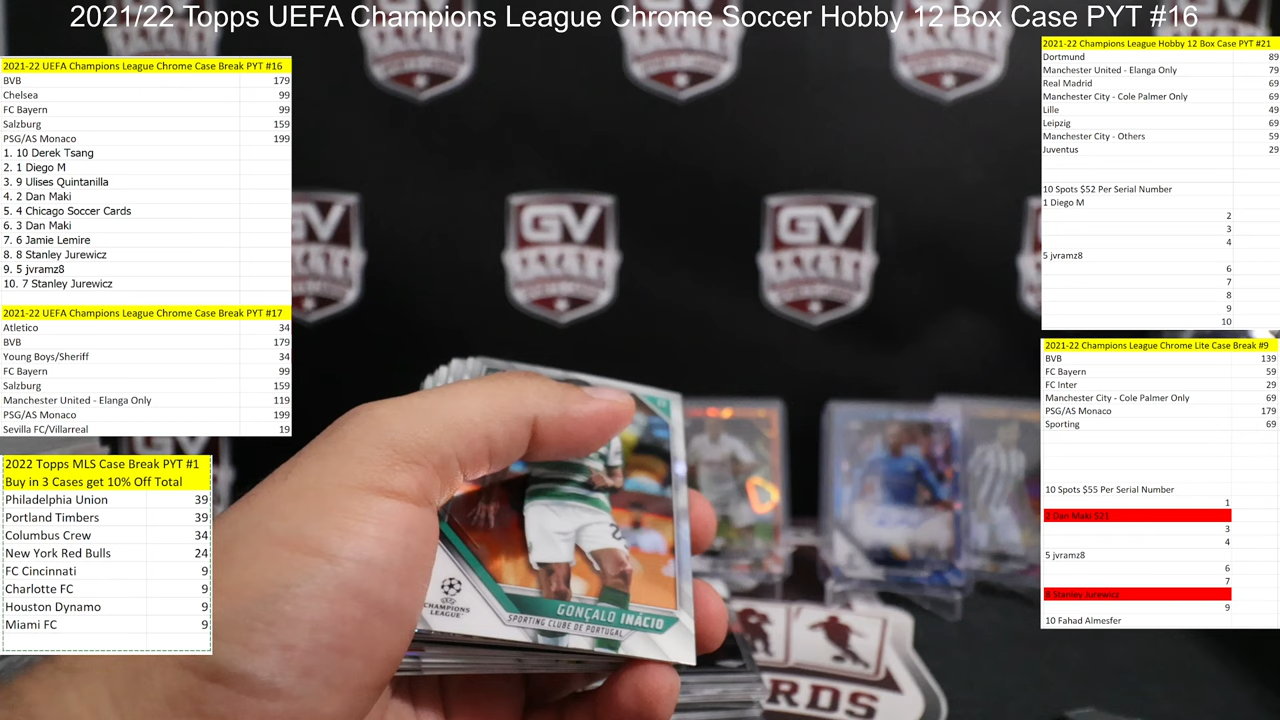 2021/22 Topps UEFA Champions League Chrome Soccer Hobby 12 Box Case PYT #16
2021-22 UEFA Champions League Chrome Case Break PYT #16
BVB 179
Chelsea 99
FC Bayern 99
Salzburg 159
PSG/AS Monaco 199
1. 10 Derek Tsang
2. 1 Diego M
3. 9 Ulises Quintanilla
4. 2 Dan Maki
5. 4 Chicago Soccer Cards
6. 3 Dan Maki
7. 6 Jamie Lemire
8. 8 Stanley Jurewicz
9. 5 jvramz8
10. 7 Stanley Jurewicz
2021-22 UEFA Champions League Chrome Case Break PYT #17
Atletico 34
BVB 179
Young Boys/Sheriff 34
FC Bayern 99
Salzburg 159
Manchester United - Elanga Only 119
PSG/AS Monaco 199
Sevilla FC/Villarreal 19
2022 Topps MLS Case Break PYT #1
Buy in 3 Cases get 10% Off Total
Philadelphia Union 39
Portland Timbers 39
Columbus Crew 34
New York Red Bulls 24
FC Cincinnati 9
Charlotte FC 9
Houston Dynamo 9
Miami FC 9
2021-22 Champions League Hobby 12 Box Case PYT #21
Dortmund 89
Manchester United - Elanga Only 79
Real Madrid 69
Manchester City - Cole Palmer Only 69
Lille 49
Leipzig 69
Manchester City - Others 59
Juventus 29
10 Spots $52 Per Serial Number
1 Diego M
2
3
4
5 jvramz8
6
7
8
9
10
2021-22 Champions League Chrome Lite Case Break #9
BVB 139
FC Bayern 59
FC Inter 29
Manchester City - Cole Palmer Only 69
PSG/AS Monaco 179
Sporting 69
10 Spots $55 Per Serial Number
1
2 Dan Maki 521
3
4
5 jvramz8
6
7
8 Stanley Jurewicz
9
10 Fahad Almesfer
GV
GV
CHAMPIONS
LEAGUE
GONÇALO INÁCIO
SPORTING CLUBE DE PORTUGAL
RDS